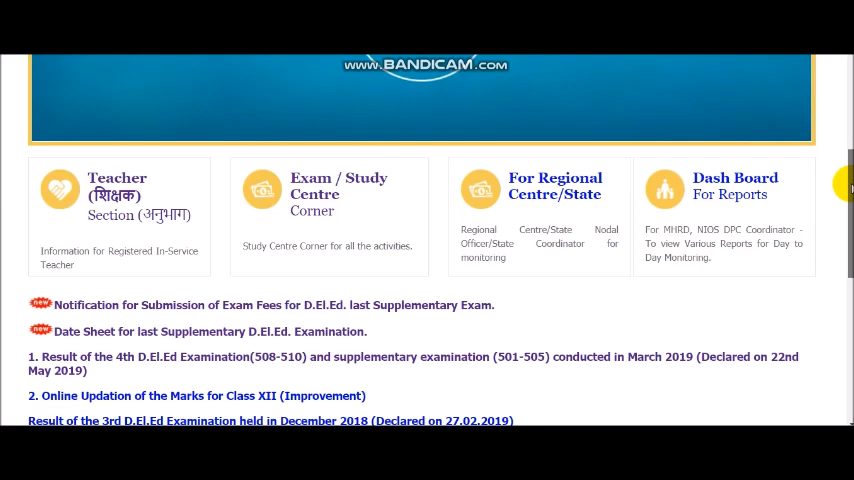 www.BANDICAM.com
Teacher
(शिक्षक)
Section (अनुभाग)
Information for Registered In-Service
Teacher
Exam / Study
Centre
Corner
Study Centre Corner for all the activities.
For Regional
Centre/State
Regional Centre/State Nodal
Officer/State Coordinator for
monitoring
Dash Board
For Reports
For MHRD, NIOS DPC Coordinator -
To view Various Reports for Day to
Day Monitoring.
new Notification for Submission of Exam Fees for D.El.Ed. last Supplementary Exam.
new Date Sheet for last Supplementary D.El.Ed. Examination.
1. Result of the 4th D.El.Ed Examination(508-510) and supplementary examination (501-505) conducted in March 2019 (Declared on 22nd
May 2019)
2. Online Updation of the Marks for Class XII (Improvement)
Result of the 3rd D.El.Ed Examination held in December 2018 (Declared on 27.02.2019)